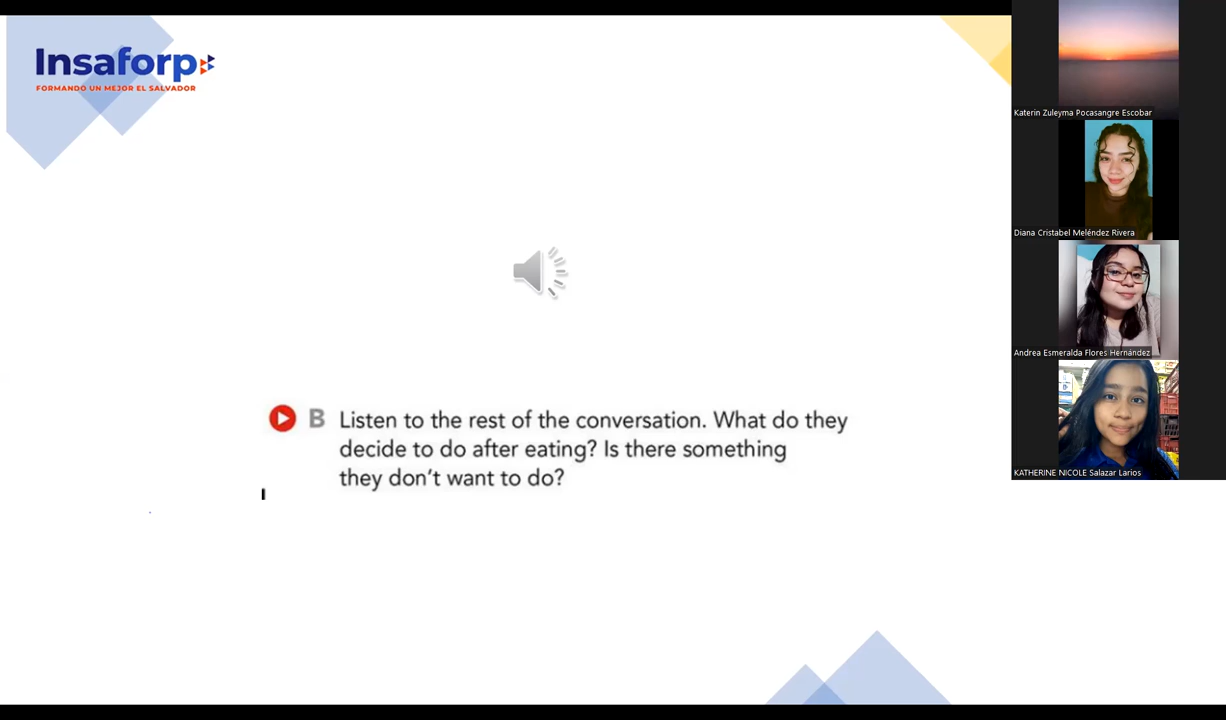 Insaforp
FORMANDO UN MEJOR EL SALVADOR
B Listen to the rest of the conversation. What do they
decide to do after eating? Is there something
they don't want to do?
Katerin Zuleyma Pocasangre Escobar
Diana Cristabel Meléndez Rivera
Andrea Esmeralda Flores Hernández
KATHERINE NICOLE Salazar Larios